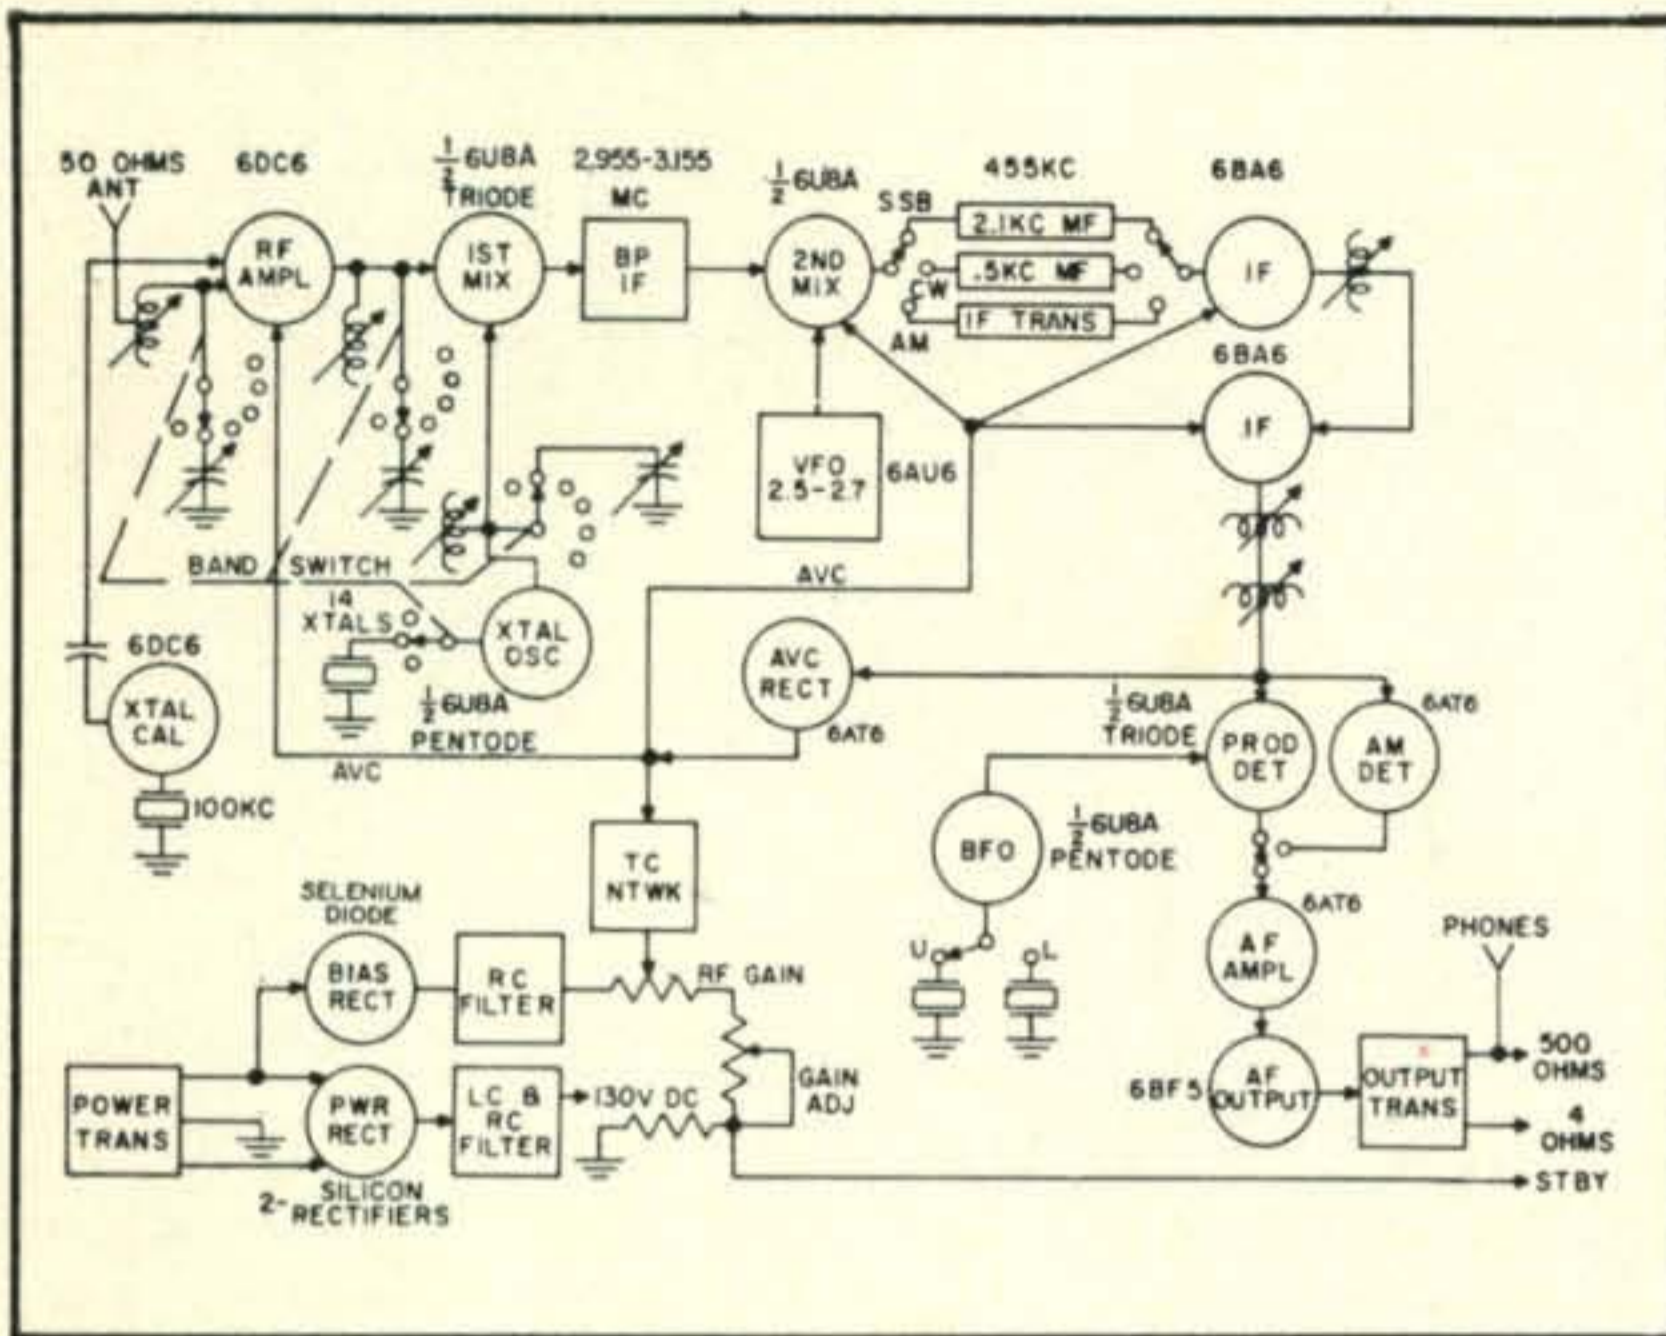 50 OHMS
ANT
6DC6
1/2 6U8A
TRIODE
2.955-3.155
MC
1/2 6U8A
SSB
455KC
6BA6
RF
AMPL
1ST
MIX
BP
IF
2ND
MIX
2.1KC MF
.5KC MF
CW
IF TRANS
AM
IF
6BA6
IF
VFO
2.5-2.7
6AU6
BAND SWITCH
AVC
14
XTALS
XTAL
OSC
1/2 6U8A
PENTODE
6DC6
XTAL
CAL
100KC
AVC
AVC
RECT
6AT6
1/2 6U8A
TRIODE
PROD
DET
6AT6
AM
DET
BFO
1/2 6U8A
PENTODE
TC
NTWK
SELENIUM
DIODE
BIAS
RECT
RC
FILTER
RF GAIN
U
L
6AT6
AF
AMPL
PHONES
POWER
TRANS
PWR
RECT
LC &
RC
FILTER
130V DC
GAIN
ADJ
6BF5
AF
OUTPUT
OUTPUT
TRANS
500
OHMS
4
OHMS
STBY
2-SILICON
RECTIFIERS